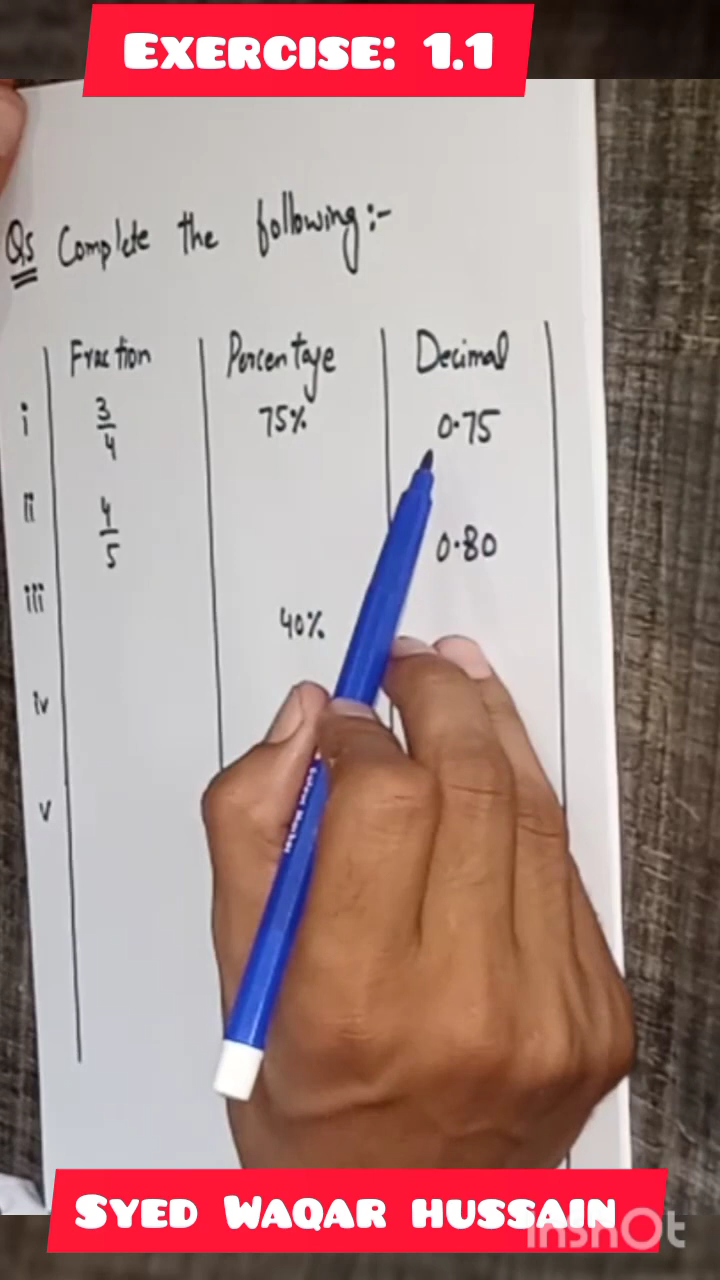 EXERCISE: 1.1
Q5 Complete the following:-
Fraction Percentage Decimal
i 3/4 75% 0.75
ii 4/5 0.80
iii 40%
iv
v
SYED WAQAR HUSSAIN
inshOt